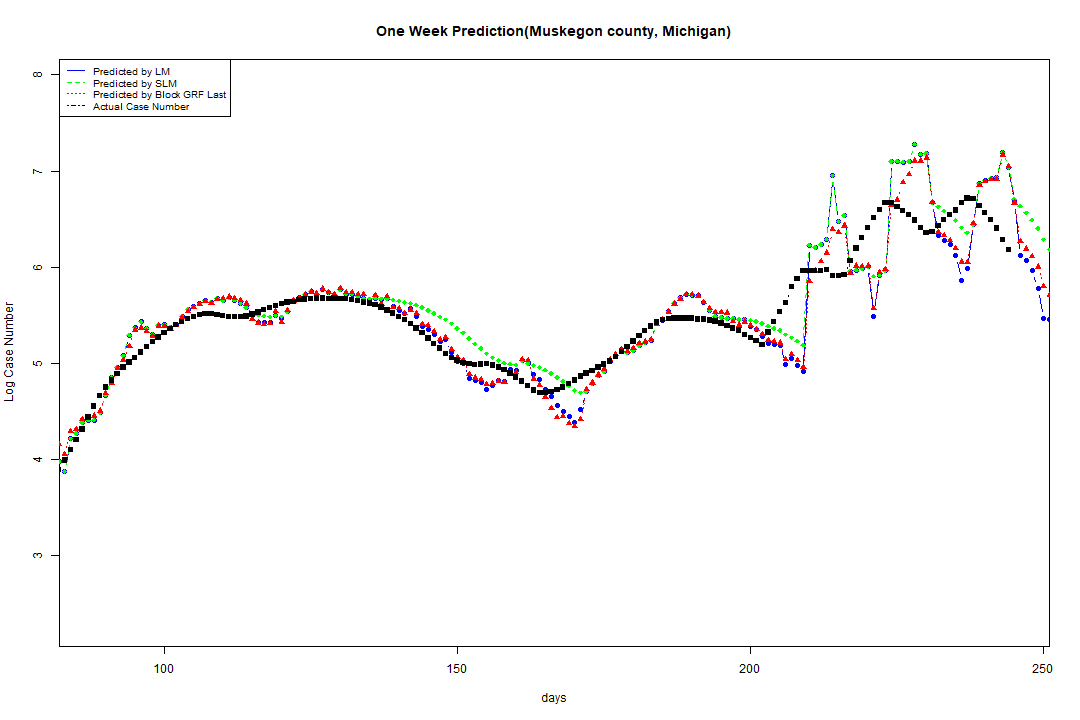 One Week Prediction(Muskegon county, Michigan)
Predicted by LM
Predicted by SLM
Predicted by Block GRF Last
Actual Case Number
8
7
6
5
4
3
Log Case Number
100 150 200 250
days